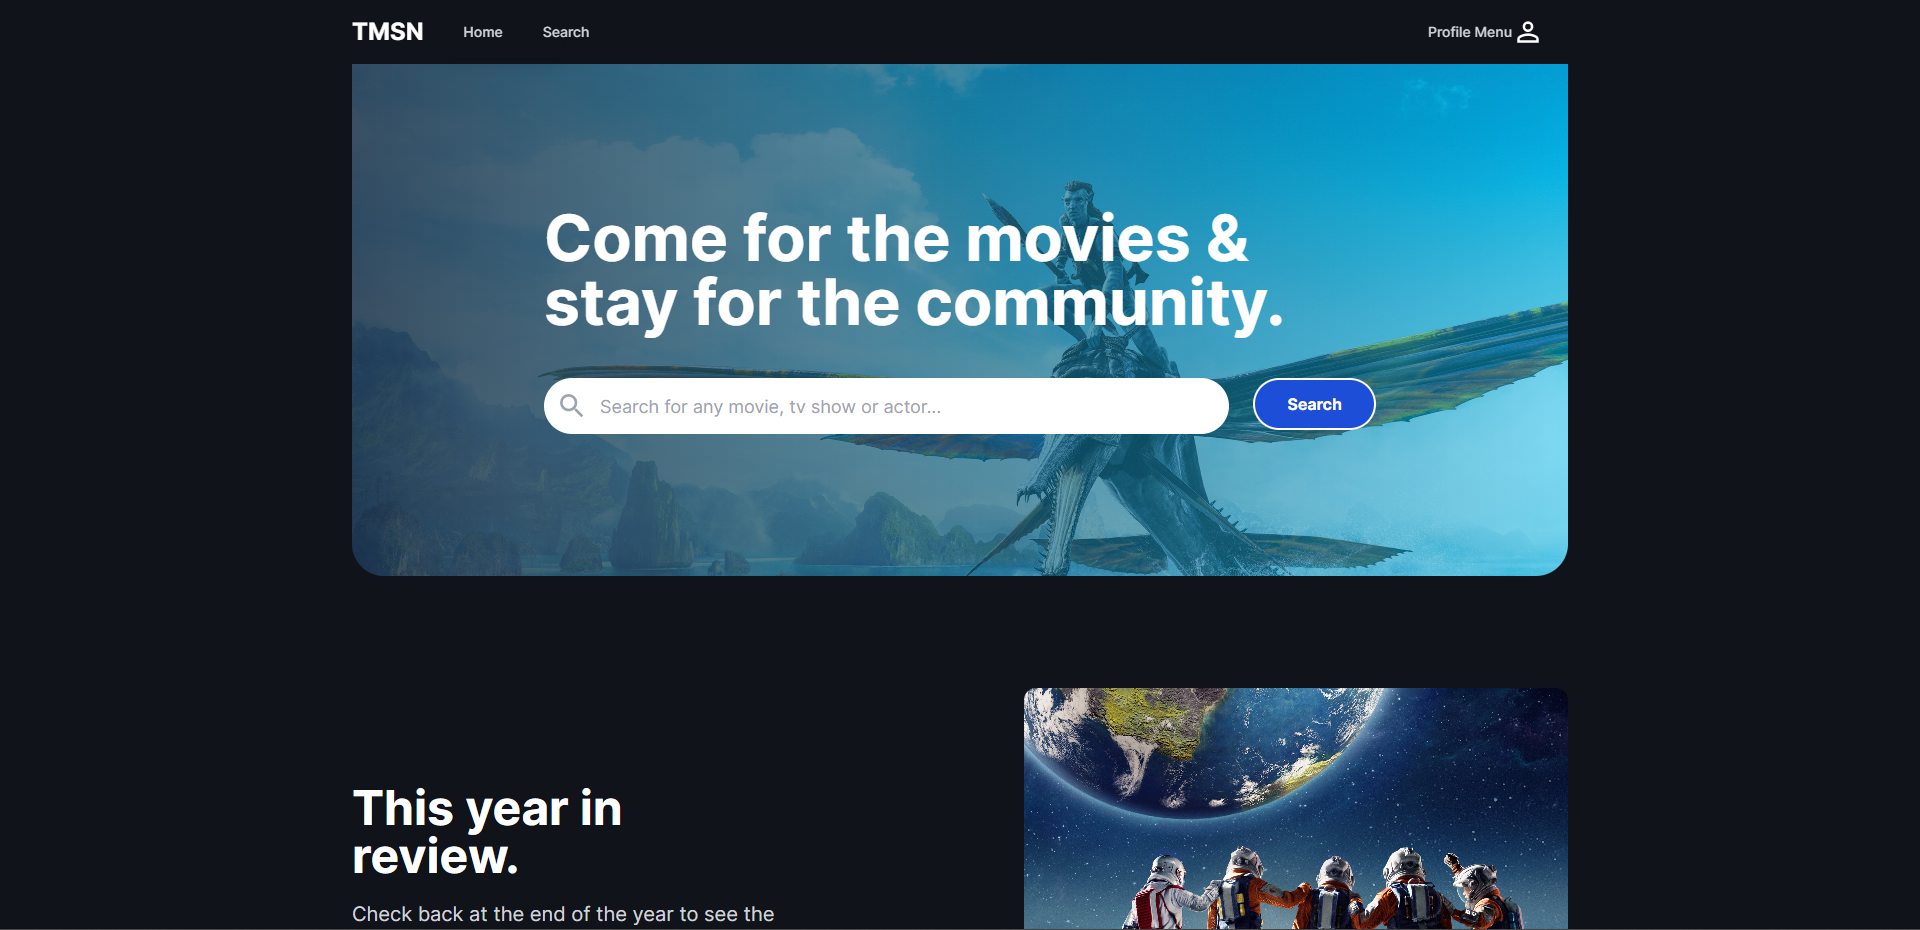 TMSN Home Search Profile Menu
Come for the movies &
stay for the community.
Search for any movie, tv show or actor...
Search
This year in
review.
Check back at the end of the year to see the